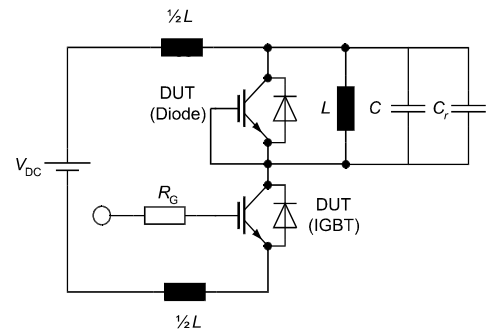 ½L
DUT
(Diode)
L
C
Cr
VDC
RG
DUT
(IGBT)
½L